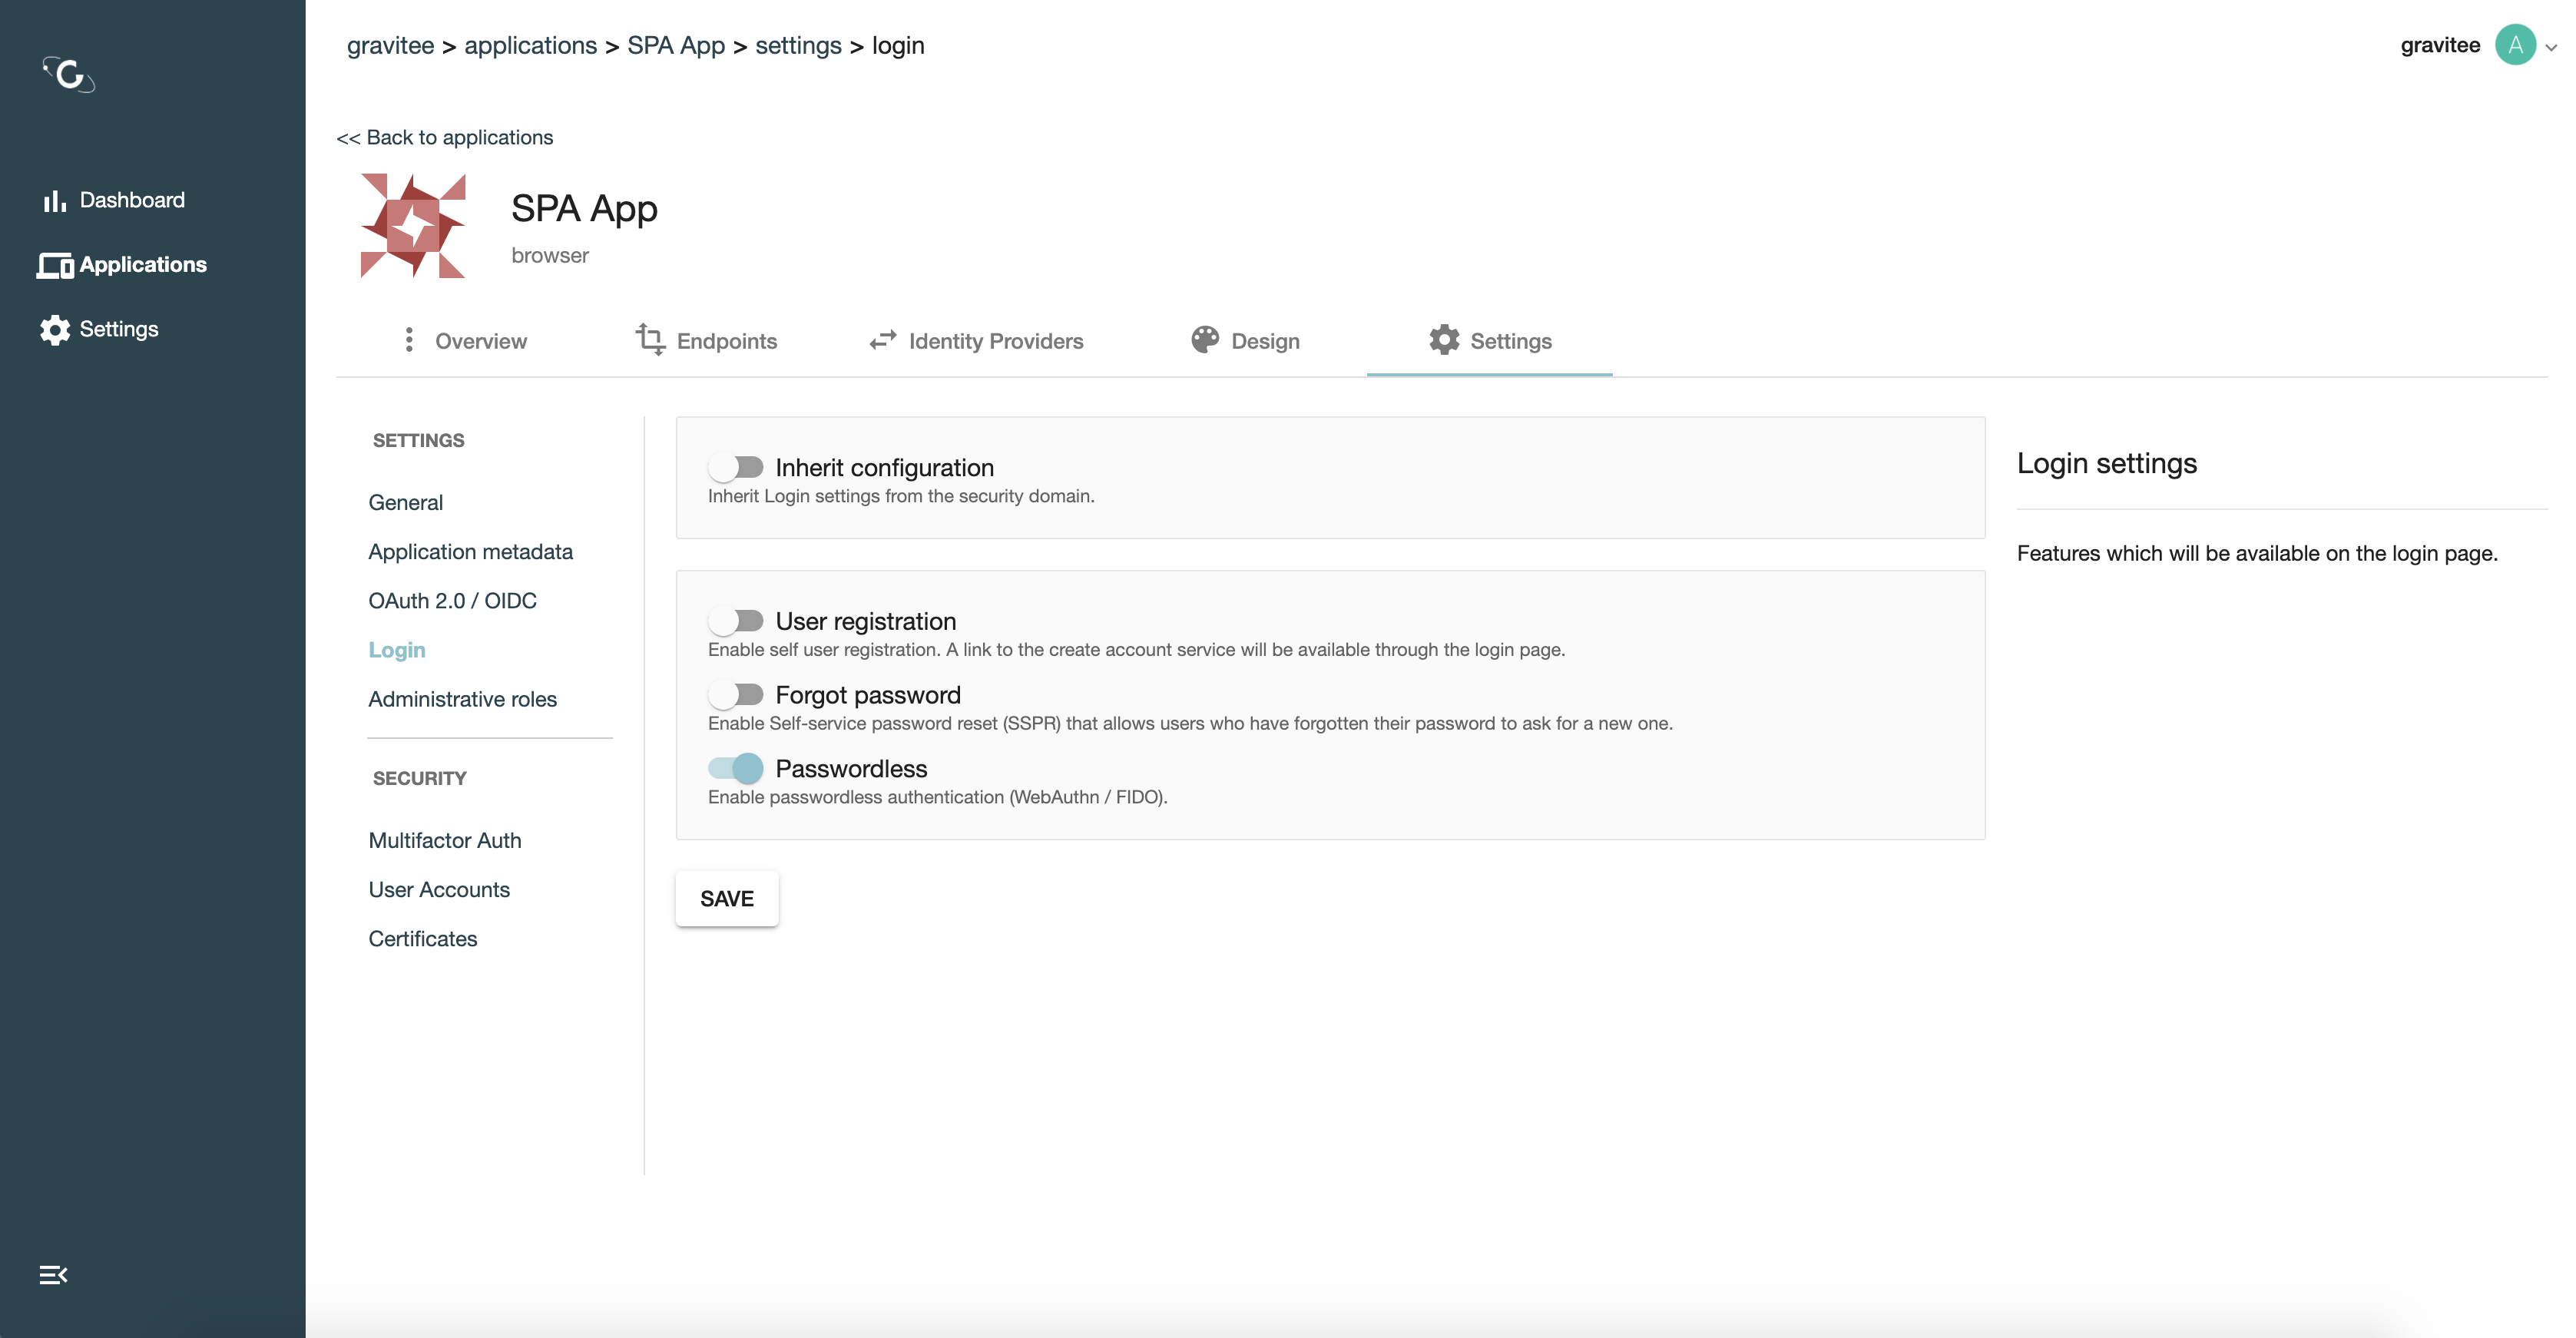 gravitee > applications > SPA App > settings > login
gravitee A
<< Back to applications
Dashboard
Applications
Settings
SPA App
browser
Overview
Endpoints
Identity Providers
Design
Settings
SETTINGS
General
Application metadata
OAuth 2.0 / OIDC
Login
Administrative roles
SECURITY
Multifactor Auth
User Accounts
Certificates
Inherit configuration
Inherit Login settings from the security domain.
User registration
Enable self user registration. A link to the create account service will be available through the login page.
Forgot password
Enable Self-service password reset (SSPR) that allows users who have forgotten their password to ask for a new one.
Passwordless
Enable passwordless authentication (WebAuthn / FIDO).
SAVE
Login settings
Features which will be available on the login page.